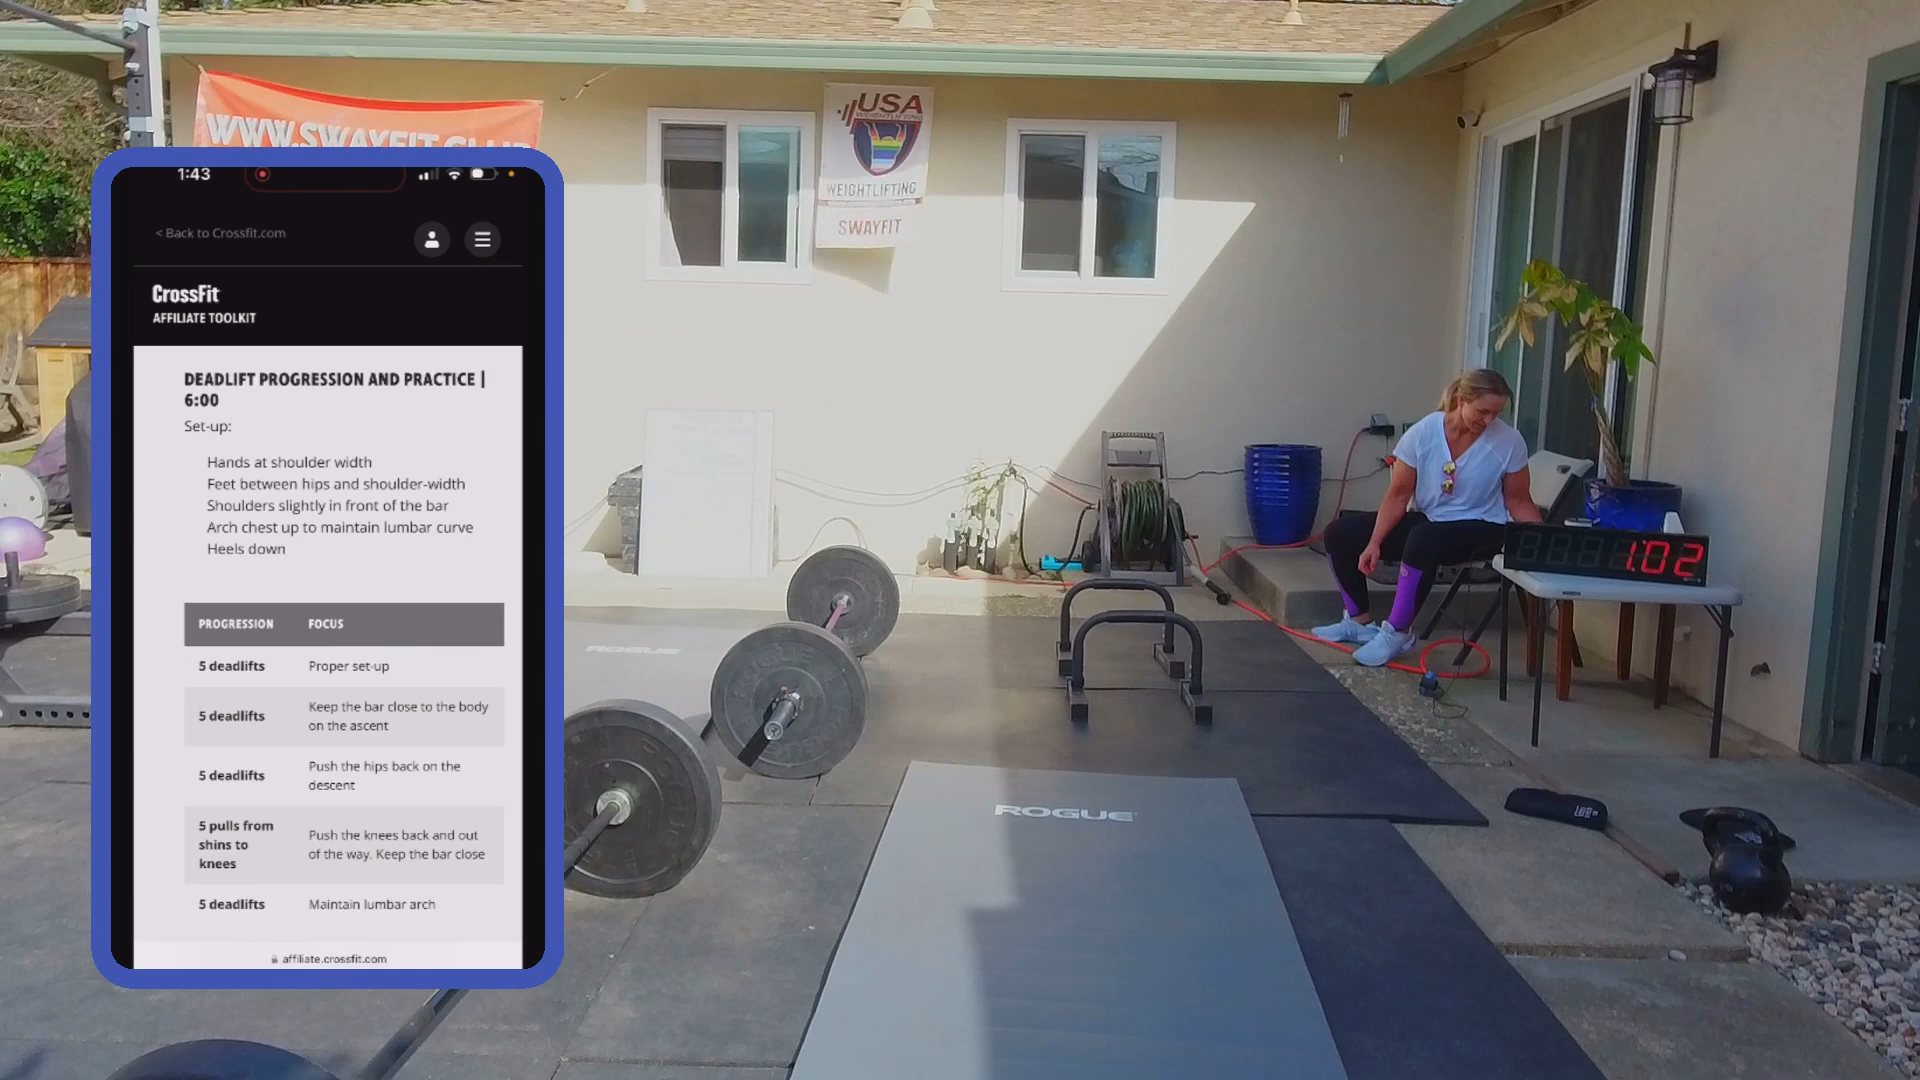 WWW.SWAYFIT.CLUB
USA
WEIGHTLIFTING
WEIGHTLIFTING
SWAYFIT
1:43
< Back to Crossfit.com
CrossFit
AFFILIATE TOOLKIT
DEADLIFT PROGRESSION AND PRACTICE |
6:00
Set-up:
Hands at shoulder width
Feet between hips and shoulder-width
Shoulders slightly in front of the bar
Arch chest up to maintain lumbar curve
Heels down
PROGRESSION FOCUS
5 deadlifts Proper set-up
5 deadlifts Keep the bar close to the body
on the ascent
5 deadlifts Push the hips back on the
descent
5 pulls from
shins to
knees
Push the knees back and out
of the way. Keep the bar close
5 deadlifts Maintain lumbar arch
affiliate.crossfit.com
1:02
ROGUE
ROGUE